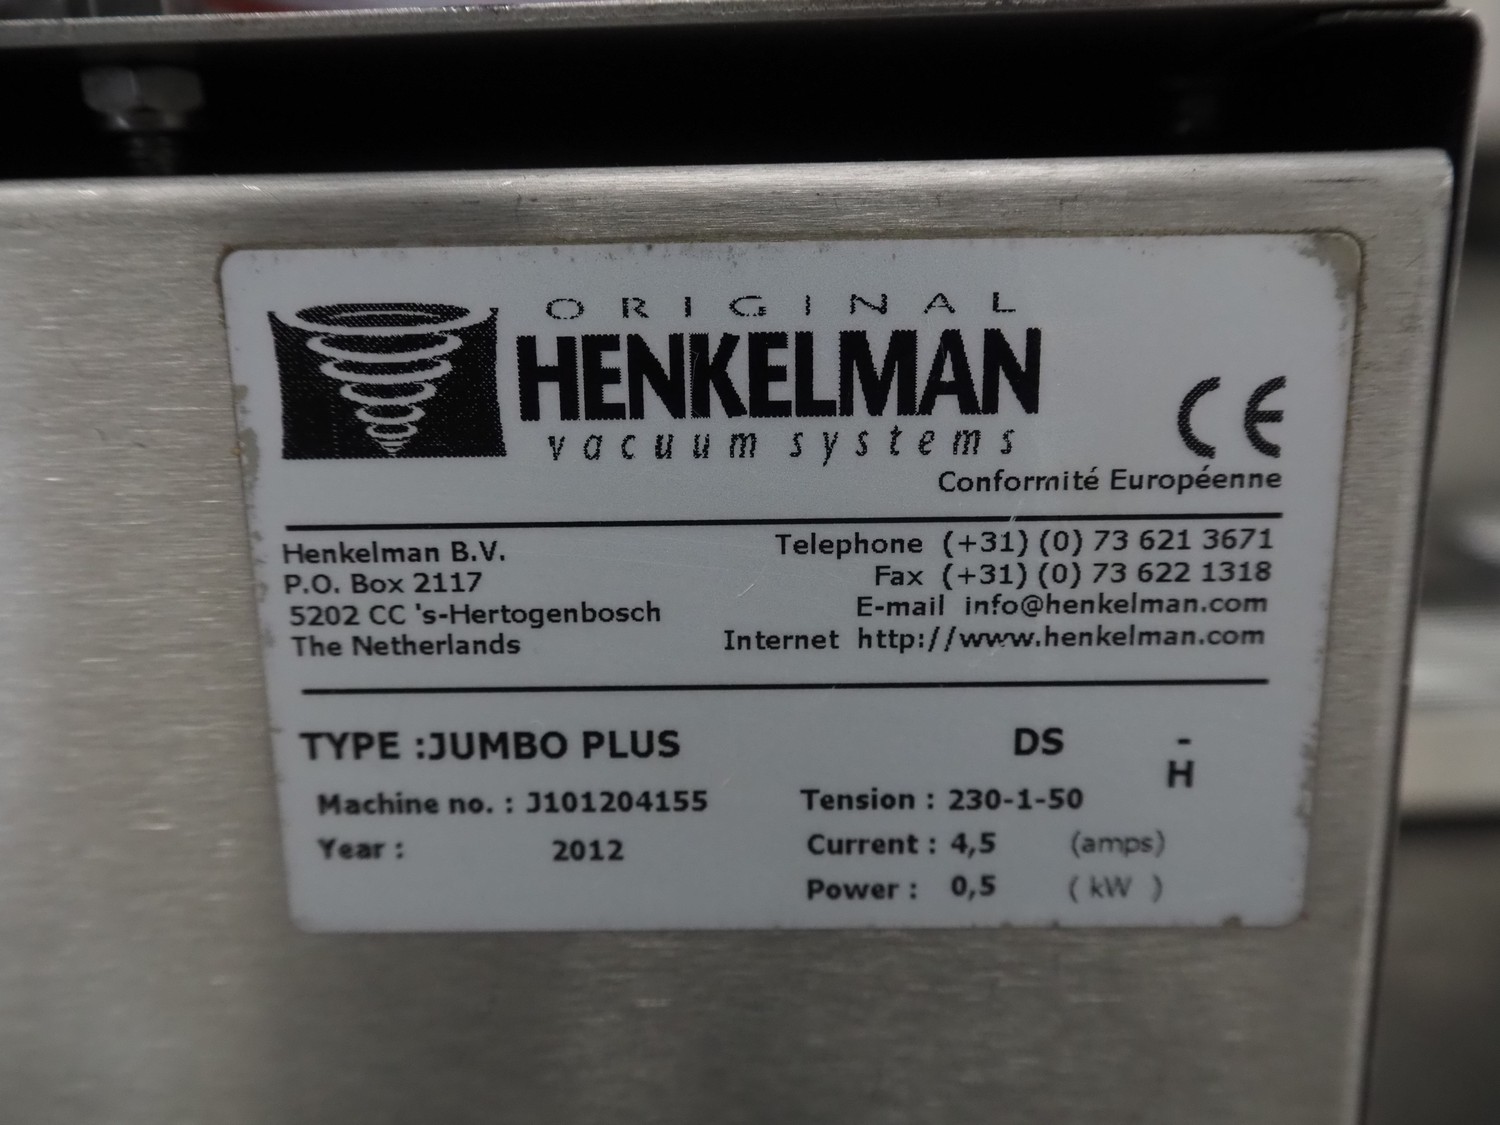 ORIGINAL
HENKELMAN
vacuum systems
CE
Conformité Européenne
Henkelman B.V.
P.O. Box 2117
5202 CC 's-Hertogenbosch
The Netherlands
Telephone (+31) (0) 73 621 3671
Fax (+31) (0) 73 622 1318
E-mail info@henkelman.com
Internet http://www.henkelman.com
TYPE :JUMBO PLUS DS -
H
Machine no. : J101204155
Year : 2012
Tension : 230-1-50
Current : 4,5 (amps)
Power : 0,5 ( kW )